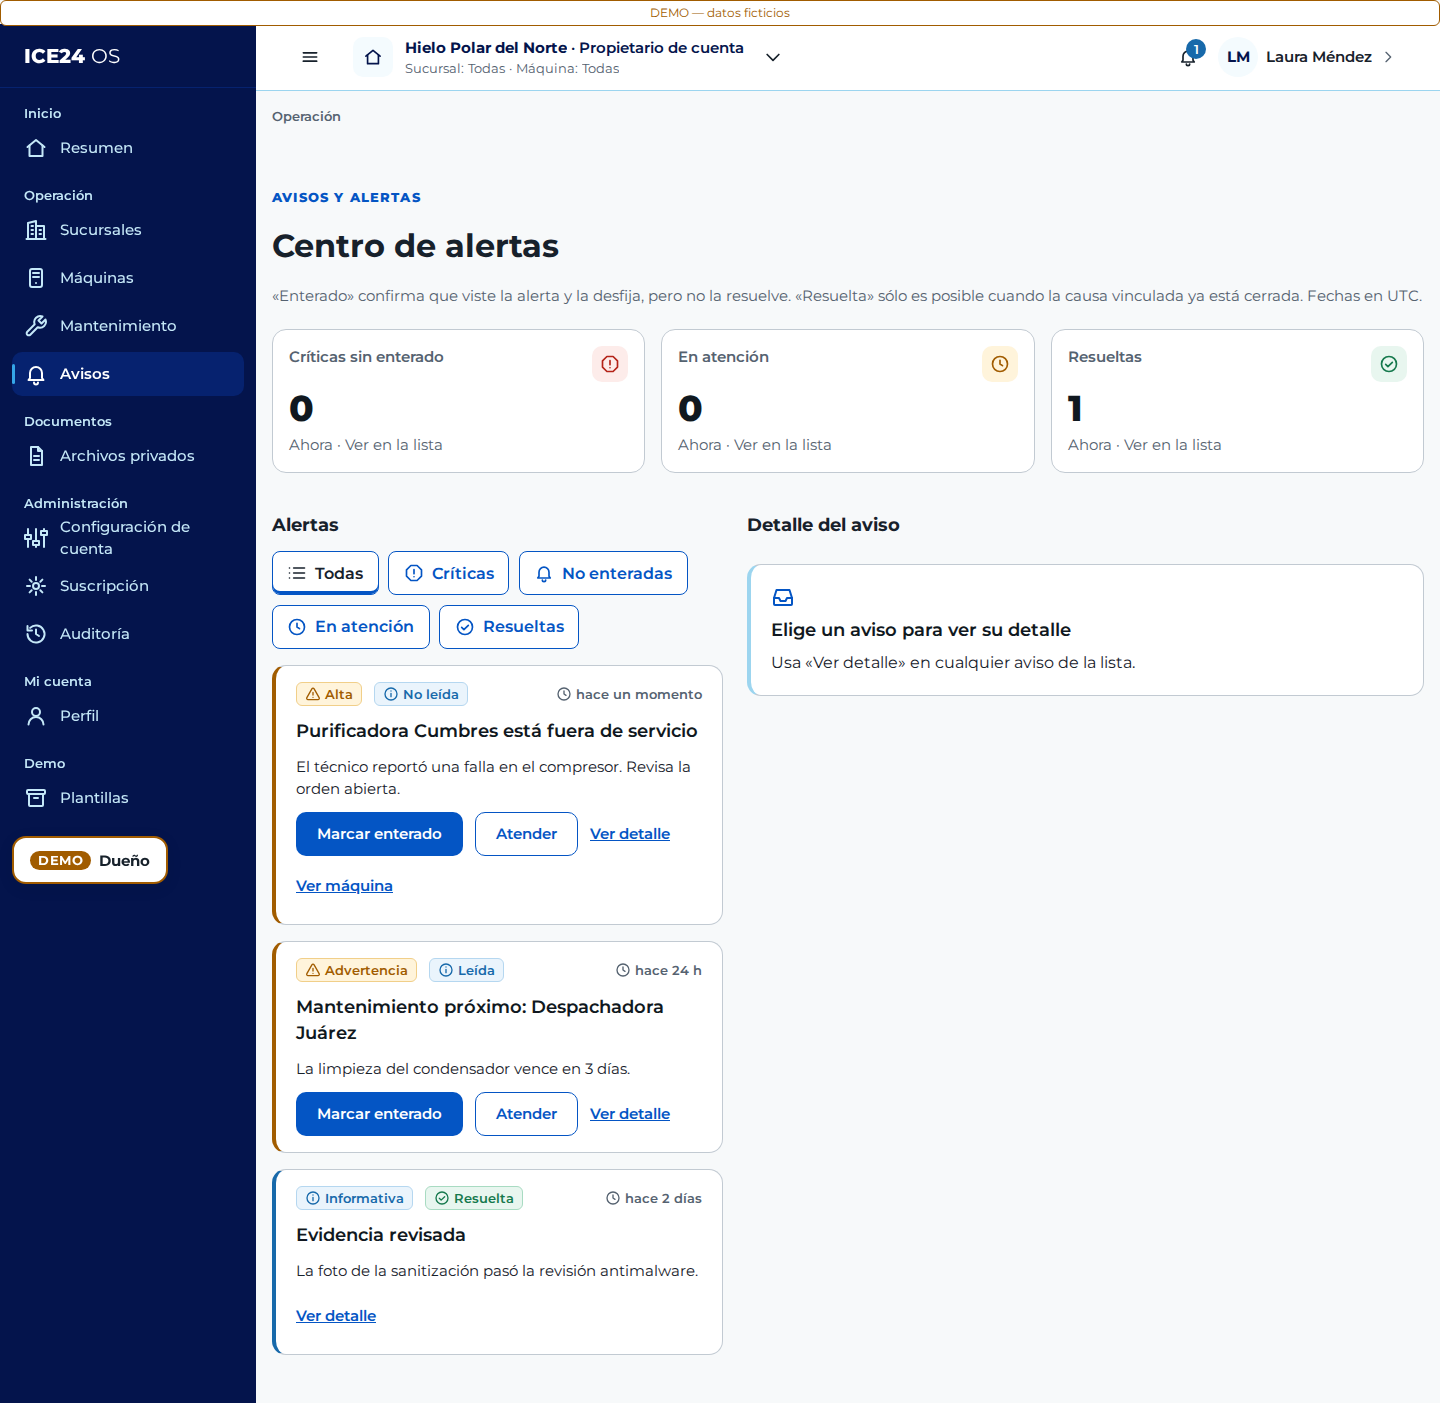 DEMO — datos ficticios
ICE24 OS
Inicio
Resumen
Operación
Sucursales
Máquinas
Mantenimiento
Avisos
Documentos
Archivos privados
Administración
Configuración de
cuenta
Suscripción
Auditoría
Mi cuenta
Perfil
Demo
Plantillas
DEMO Dueño
Hielo Polar del Norte · Propietario de cuenta
Sucursal: Todas · Máquina: Todas
1
LM Laura Méndez
Operación
AVISOS Y ALERTAS
Centro de alertas
«Enterado» confirma que viste la alerta y la desfija, pero no la resuelve. «Resuelta» sólo es posible cuando la causa vinculada ya está cerrada. Fechas en UTC.
Críticas sin enterado
0
Ahora · Ver en la lista
En atención
0
Ahora · Ver en la lista
Resueltas
1
Ahora · Ver en la lista
Alertas
Todas Críticas No enteradas
En atención Resueltas
Alta No leída hace un momento
Purificadora Cumbres está fuera de servicio
El técnico reportó una falla en el compresor. Revisa la
orden abierta.
Marcar enterado Atender Ver detalle
Ver máquina
Advertencia Leída hace 24 h
Mantenimiento próximo: Despachadora
Juárez
La limpieza del condensador vence en 3 días.
Marcar enterado Atender Ver detalle
Informativa Resuelta hace 2 días
Evidencia revisada
La foto de la sanitización pasó la revisión antimalware.
Ver detalle
Detalle del aviso
Elige un aviso para ver su detalle
Usa «Ver detalle» en cualquier aviso de la lista.